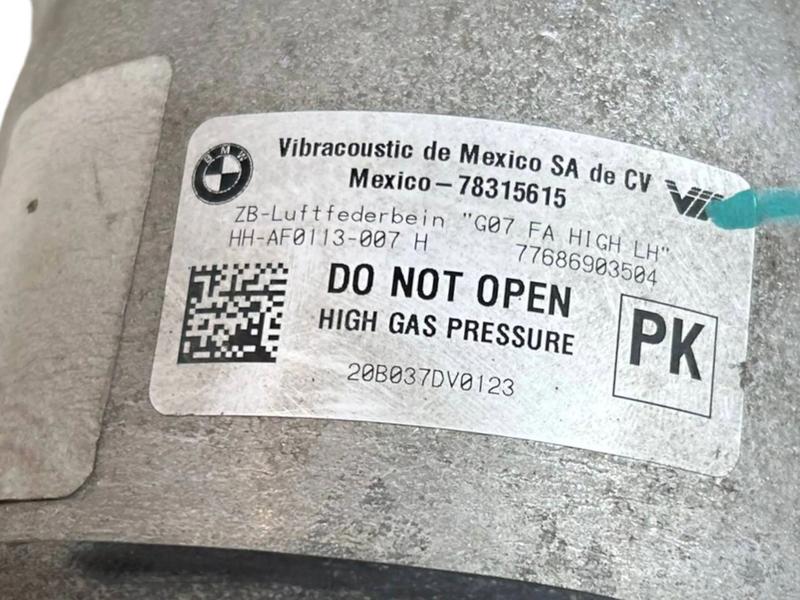 BMW
Vibracoustic de Mexico SA de CV
Mexico-78315615
ZB-Luftfederbein "G07 FA HIGH LH"
HH-AF0113-007 H 77686903504
DO NOT OPEN
HIGH GAS PRESSURE
PK
20B037DV0123